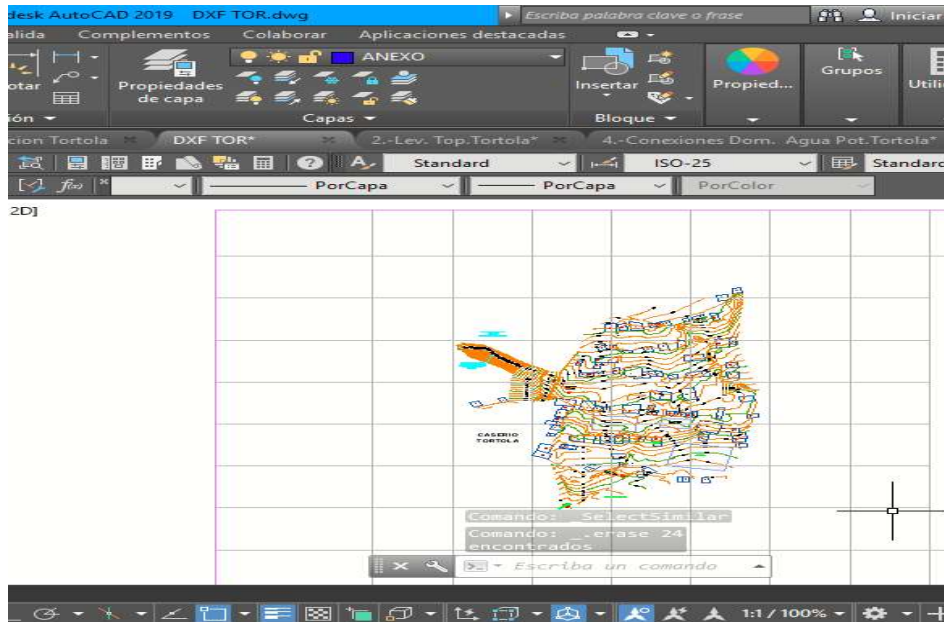 desk AutoCAD 2019 DXF TOR.dwg Escriba palabra clave o frase Iniciar
alida Complementos Colaborar Aplicaciones destacadas
otar Propiedades de capa ANEXO Insertar Propied... Grupos Utili
ión Capas Bloque
cion Tortola DXF TOR* 2.-Lev. Top.Tortola* 4.-Conexiones Dom. Agua Pot.Tortola*
Standard ISO-25 Standard
f(x) PorCapa PorCapa PorColor
2D]
CASERIO
TORTOLA
Comando: _SelectSimilar
Comando: _.erase 24
encontrados
Escriba un comando
1:1 / 100%